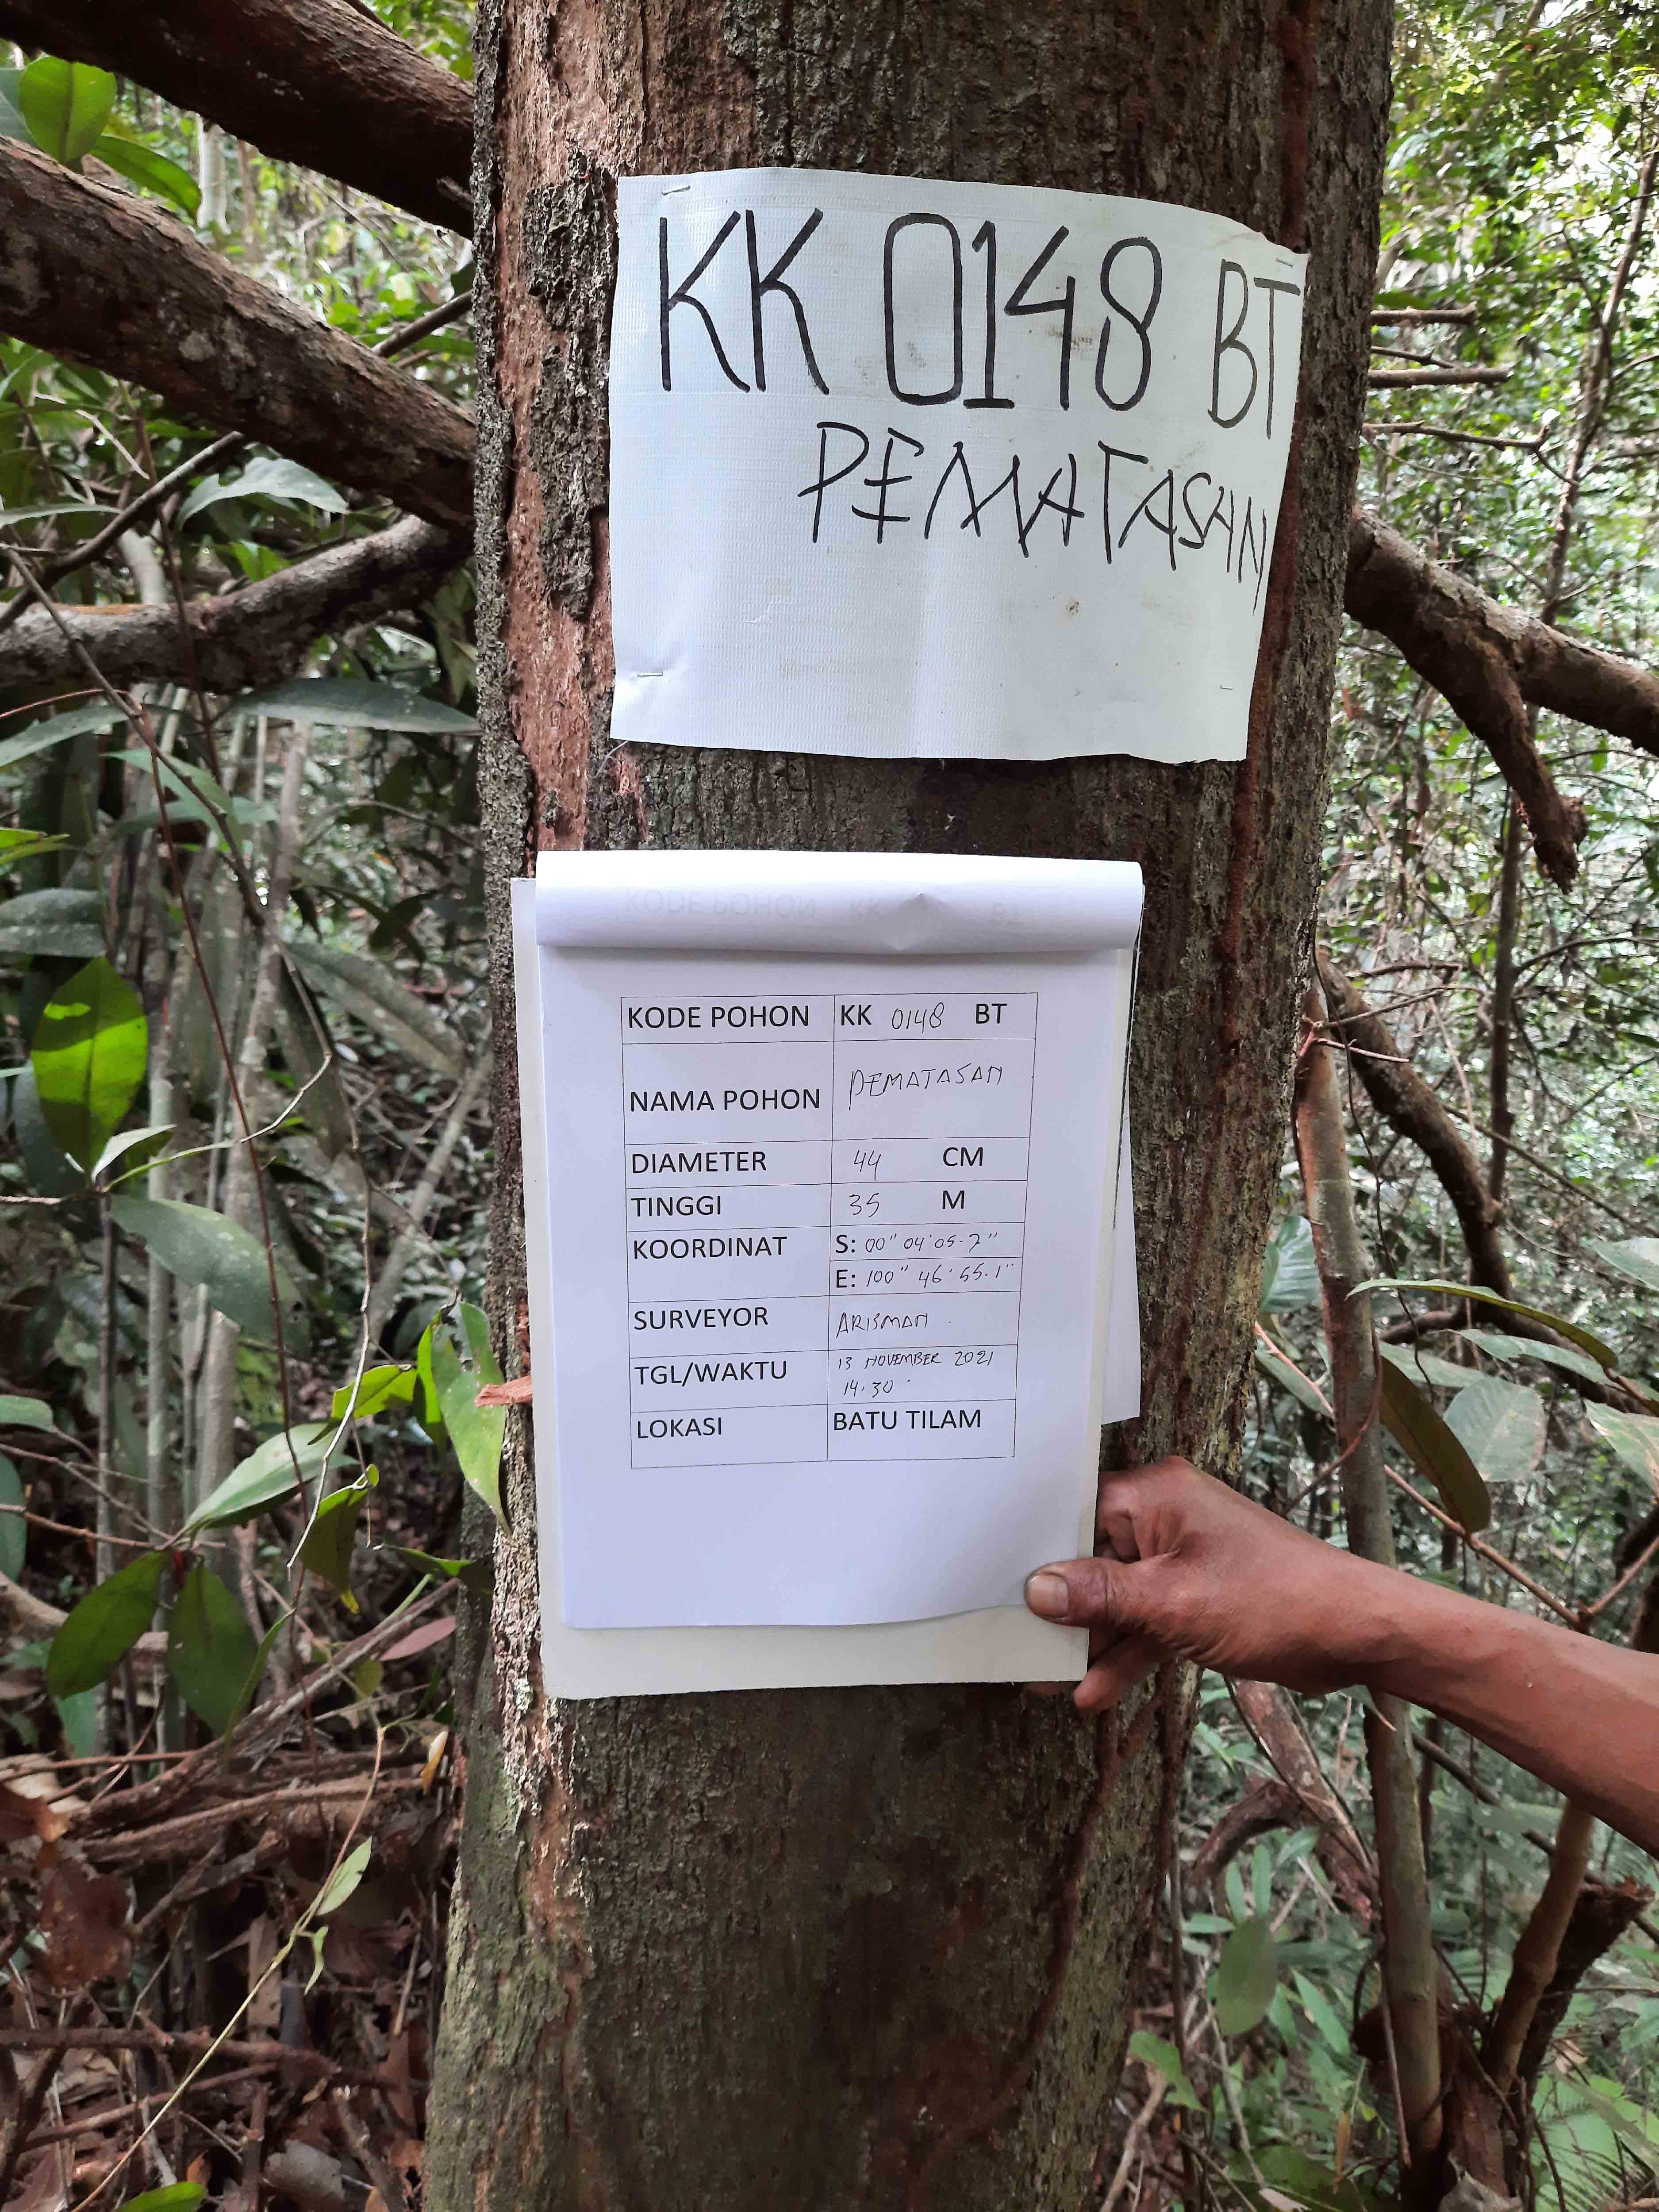 KK 0148 BT
PEMATASAN
KODE POHON KK 0148 BT
NAMA POHON PEMATASAN
DIAMETER 44 CM
TINGGI 35 M
KOORDINAT S: 00" 04' 05.7"
E: 100" 46' 55.1"
SURVEYOR ARISMAN
TGL/WAKTU 13 NOVEMBER 2021
14.30
LOKASI BATU TILAM